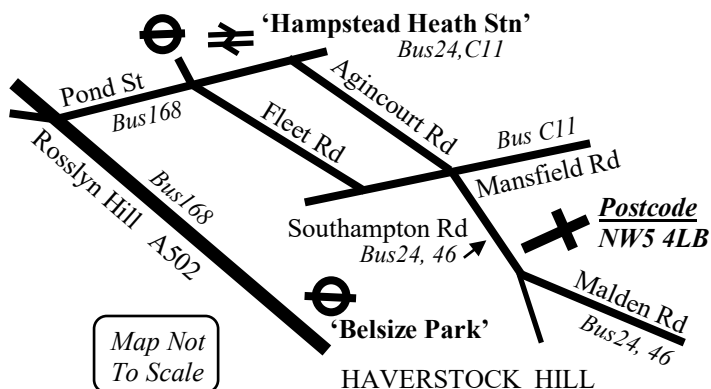 ‘Hampstead Heath Stn’
Bus24,C11
Pond St
Bus168
Agincourt Rd
Fleet Rd
Bus C11
Mansfield Rd
Rosslyn Hill A502
Bus168
Southampton Rd
Bus24, 46
Postcode
NW5 4LB
Malden Rd
Bus24, 46
‘Belsize Park’
Map Not
To Scale
HAVERSTOCK HILL